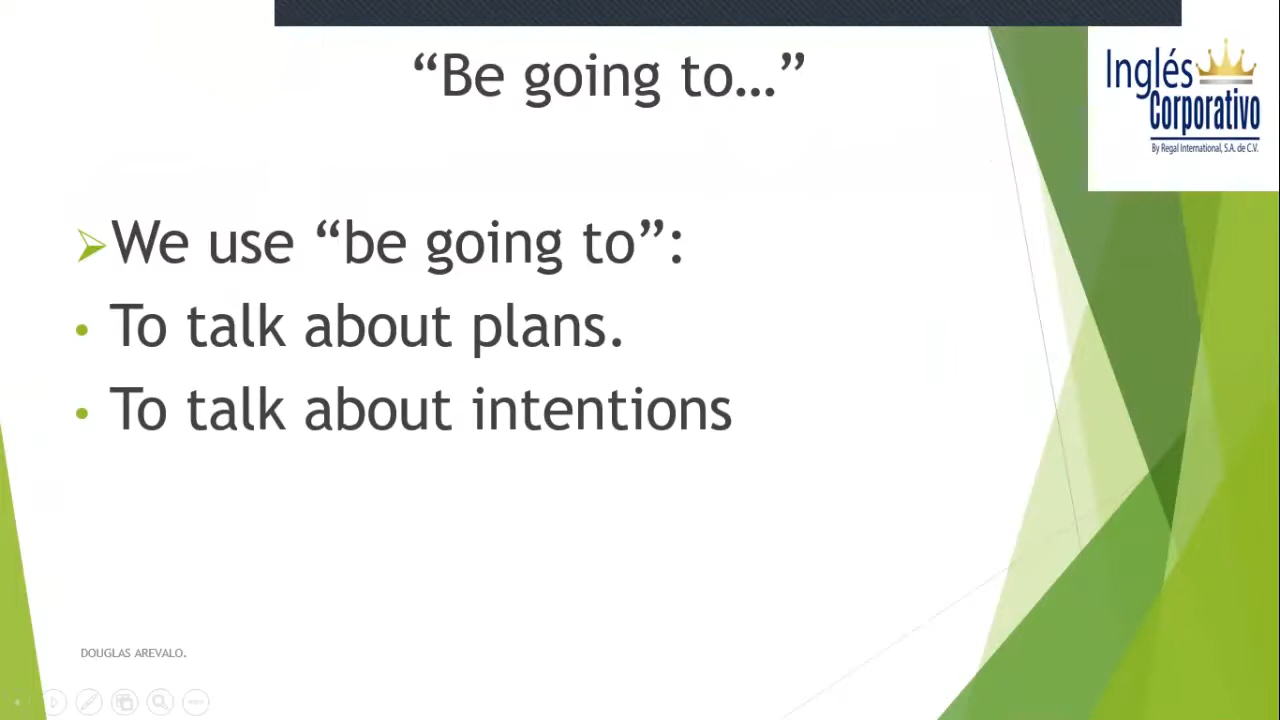 “Be going to…”
Inglés
Corporativo
By Regal International, S.A. de C.V.
We use “be going to”:
To talk about plans.
To talk about intentions
DOUGLAS AREVALO.